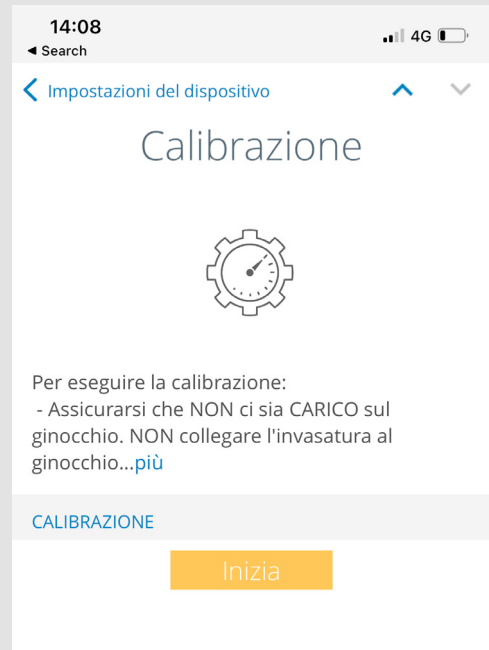 14:08
4G
◀ Search
Impostazioni del dispositivo
Calibrazione
Per eseguire la calibrazione:
- Assicurarsi che NON ci sia CARICO sul
ginocchio. NON collegare l'invasatura al
ginocchio...più
CALIBRAZIONE
Inizia